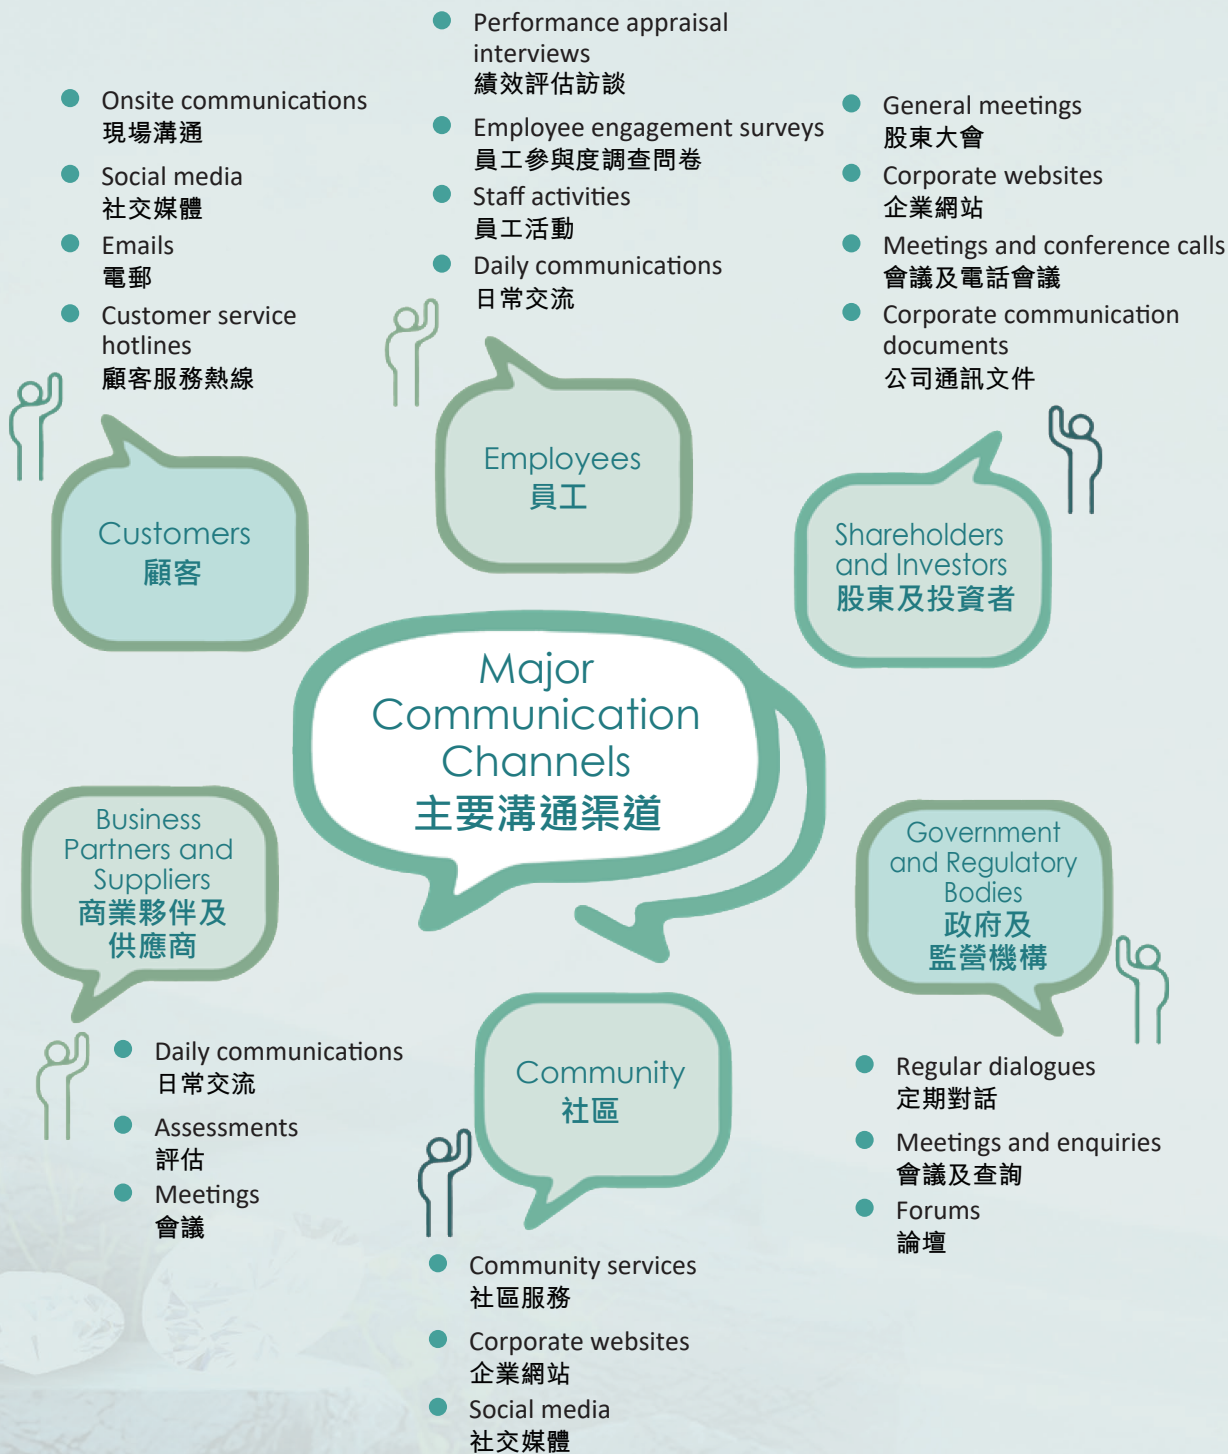 Performance appraisal
interviews
績效評估訪談
Employee engagement surveys
員工參與度調查問卷
Staff activities
員工活動
Daily communications
日常交流
Onsite communications
現場溝通
Social media
社交媒體
Emails
電郵
Customer service
hotlines
顧客服務熱線
General meetings
股東大會
Corporate websites
企業網站
Meetings and conference calls
會議及電話會議
Corporate communication
documents
公司通訊文件
Customers
顧客
Employees
員工
Shareholders
and Investors
股東及投資者
Major
Communication
Channels
主要溝通渠道
Business
Partners and
Suppliers
商業夥伴及
供應商
Government
and Regulatory
Bodies
政府及
監營機構
Daily communications
日常交流
Assessments
評估
Meetings
會議
Community
社區
Community services
社區服務
Corporate websites
企業網站
Social media
社交媒體
Regular dialogues
定期對話
Meetings and enquiries
會議及查詢
Forums
論壇